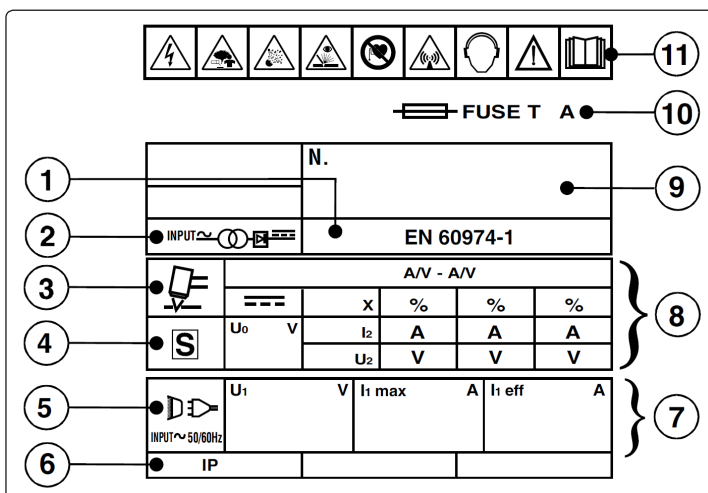 11
FUSE T A
10
N.
1
9
2
INPUT
EN 60974-1
3
A/V - A/V
X % % %
8
4
S
U0 V
I2 A A A
U2 V V V
5
U1 V
I1 max A
I1 eff A
7
INPUT~ 50/60Hz
6
IP